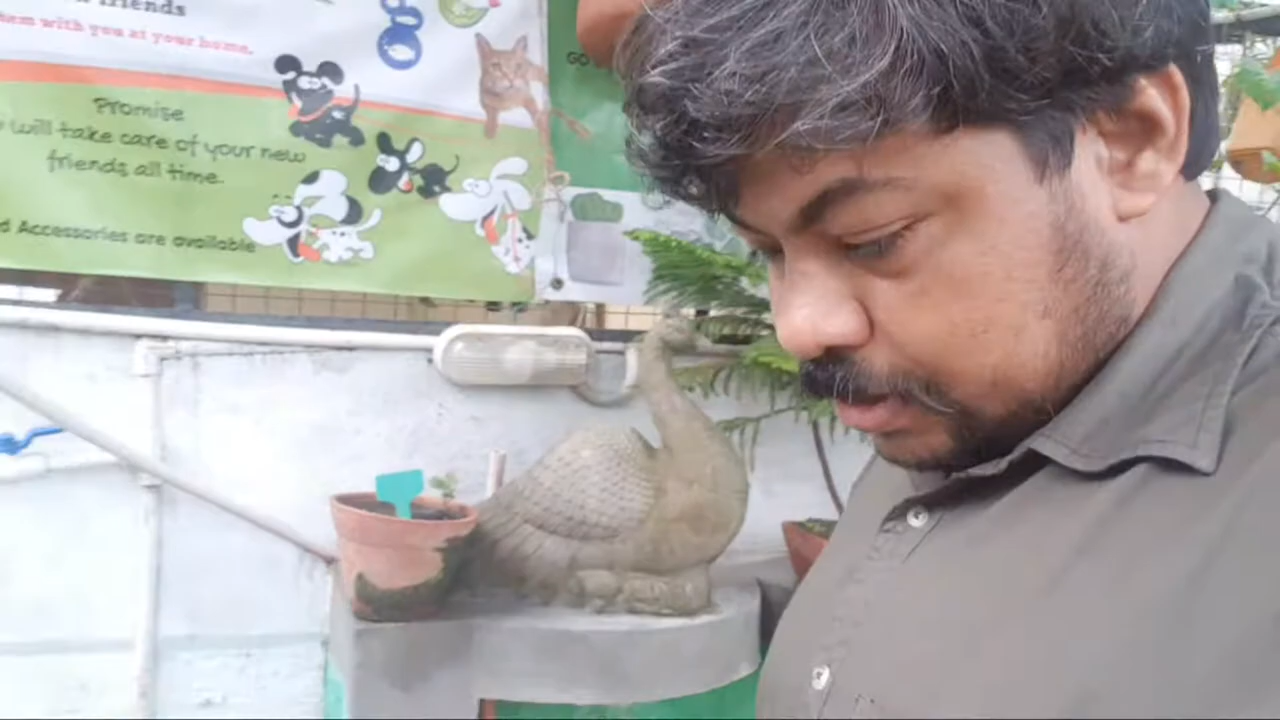 friends
them with you at your home.
Promise
will take care of your new
friends all time.
Accessories are available
GO